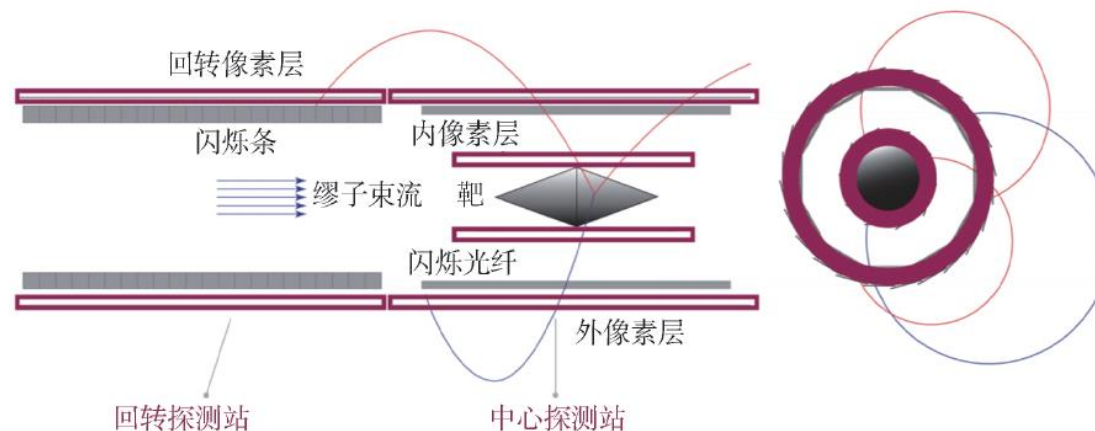 回转像素层
闪烁条
内像素层
缪子束流
靶
闪烁光纤
外像素层
回转探测站
中心探测站